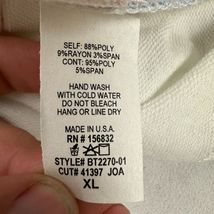 SELF: 88%POLY
9%RAYON 3%SPAN
CONT: 95%POLY
5%SPAN
HAND WASH
WITH COLD WATER
DO NOT BLEACH
HANG OR LINE DRY
MADE IN U.S.A.
RN # 156832
STYLE# BT2270-01
CUT# 41397 JOA
XL